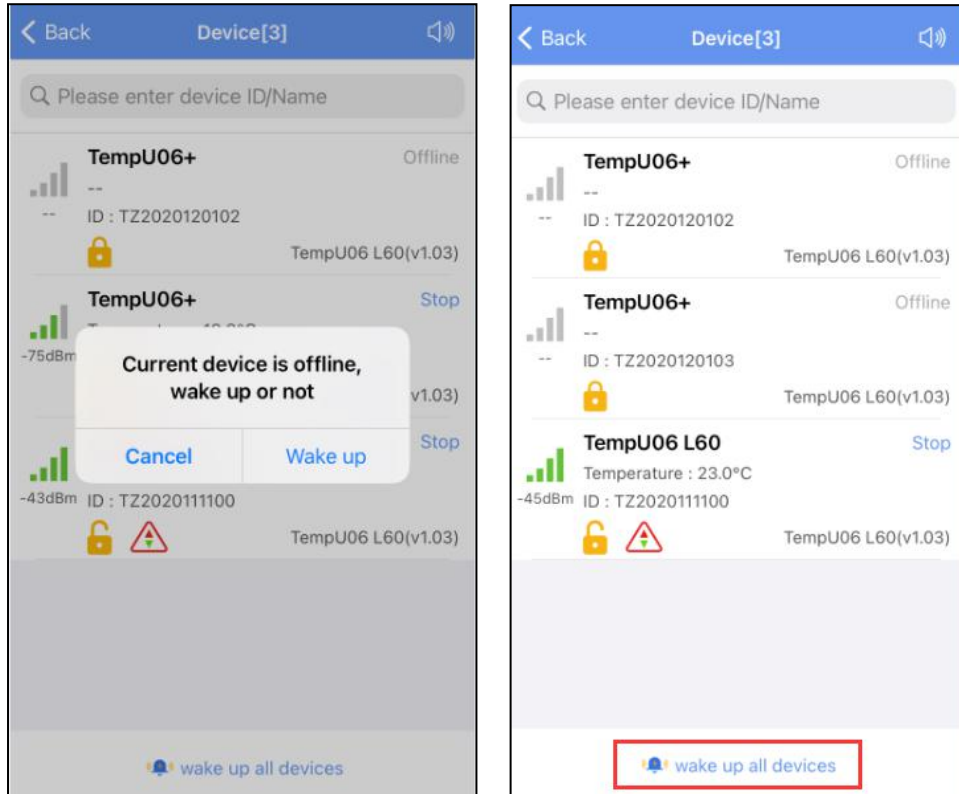 Back
Device[3]
Please enter device ID/Name
TempU06+
Offline
--
--
ID : TZ2020120102
TempU06 L60(v1.03)
TempU06+
Stop
-75dBm
v1.03)
Current device is offline,
wake up or not
Cancel
Wake up
Stop
-43dBm
ID : TZ2020111100
TempU06 L60(v1.03)
wake up all devices
Back
Device[3]
Please enter device ID/Name
TempU06+
Offline
--
--
ID : TZ2020120102
TempU06 L60(v1.03)
TempU06+
Offline
--
--
ID : TZ2020120103
TempU06 L60(v1.03)
TempU06 L60
Stop
Temperature : 23.0°C
-45dBm
ID : TZ2020111100
TempU06 L60(v1.03)
wake up all devices